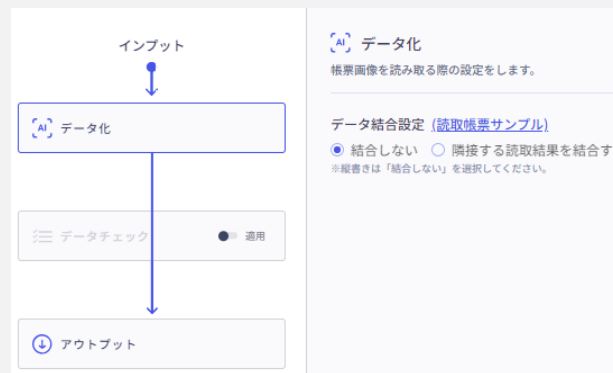 インプット
AI データ化
データチェック 適用
アウトプット
AI データ化
帳票画像を読み取る際の設定をします。
データ結合設定 (読取帳票サンプル)
結合しない 隣接する読取結果を結合す
※縦書きは「結合しない」を選択してください。